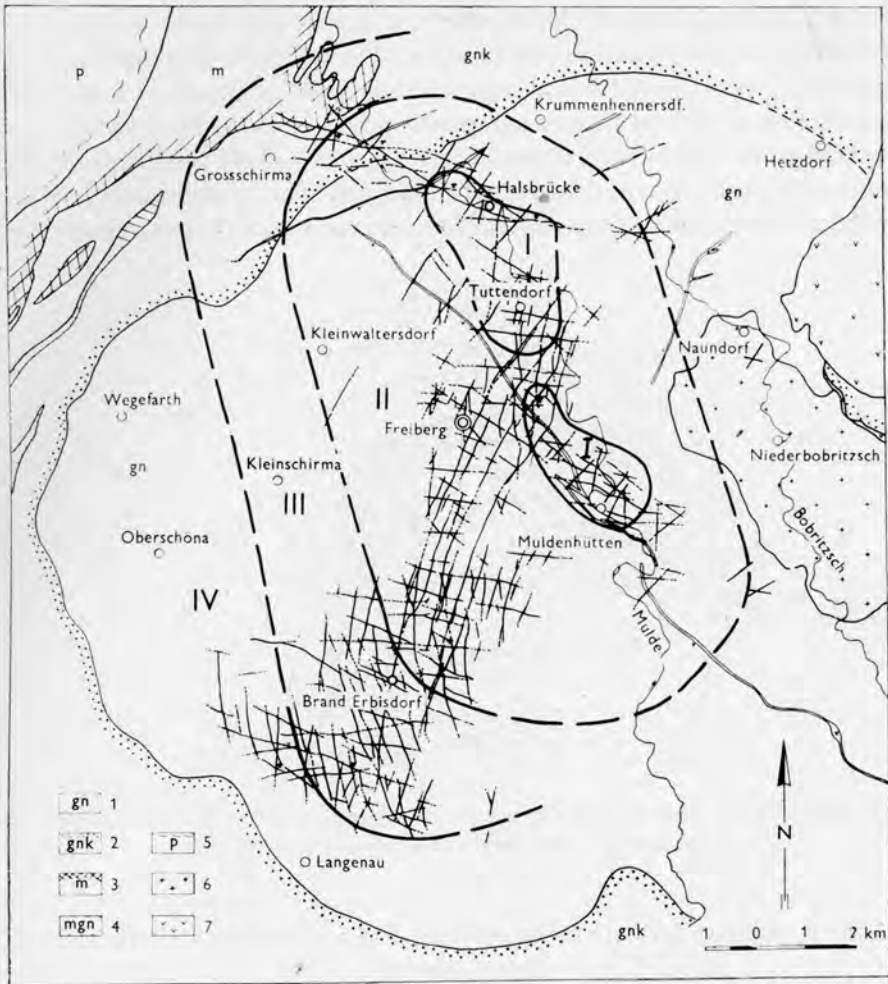 gnk
p
m
Krummenhennersdf.
Hetzdorf
Grossschirma
gn
Halsbrücke
I
Tuttendorf
Kleinwaltersdorf
Naundorf
Wegefarth
II
Freiberg
gn
I
Niederbobritzsch
Kleinschirma
III
Bobritzsch
Oberschöna
Muldenhütten
IV
Mulde
Brand Erbisdorf
gn 1
gnk 2 p 5
N
m 3 6
Langenau
mgn 4 7
gnk
1 0 1 2 km